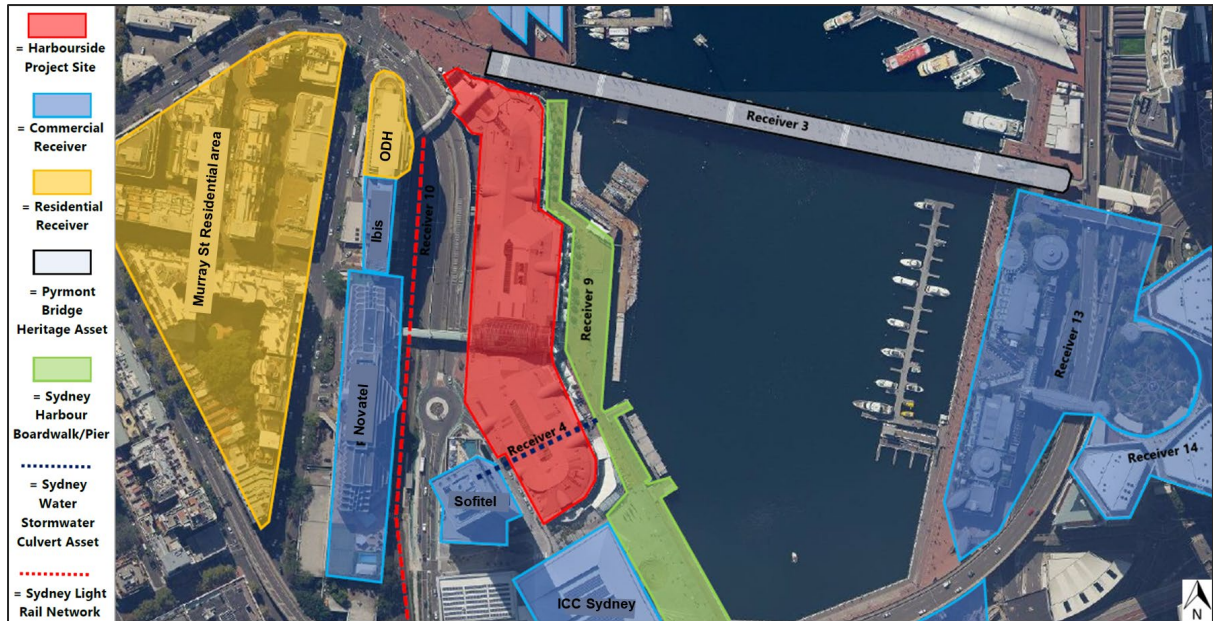 = Harbourside
Project Site
= Commercial
Receiver
= Residential
Receiver
= Pyrmont
Bridge
Heritage Asset
= Sydney
Harbour
Boardwalk/Pier
= Sydney
Water
Stormwater
Culvert Asset
= Sydney Light
Rail Network
Murray St Residential area
ODH
Ibis
Novatel
Receiver 10
Receiver 3
Receiver 9
Receiver 4
Sofitel
ICC Sydney
Receiver 13
Receiver 14
N